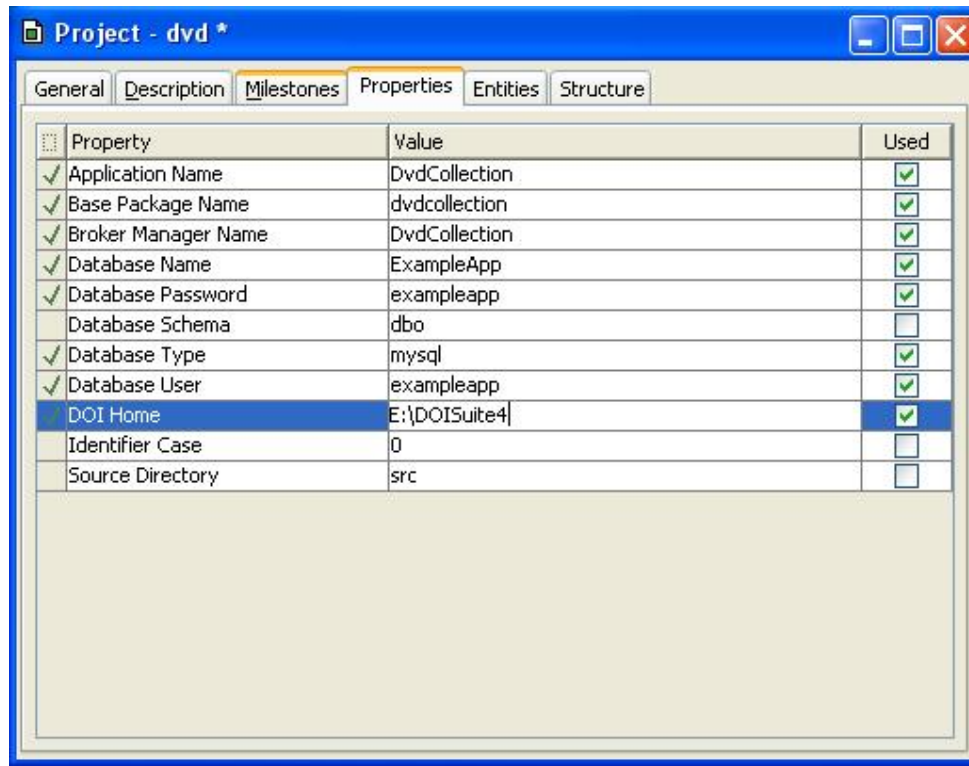 Project - dvd *
General Description Milestones Properties Entities Structure
Property Value Used
Application Name DvdCollection
Base Package Name dvdcollection
Broker Manager Name DvdCollection
Database Name ExampleApp
Database Password exampleapp
Database Schema dbo
Database Type mysql
Database User exampleapp
DOI Home E:\DOISuite4
Identifier Case 0
Source Directory src